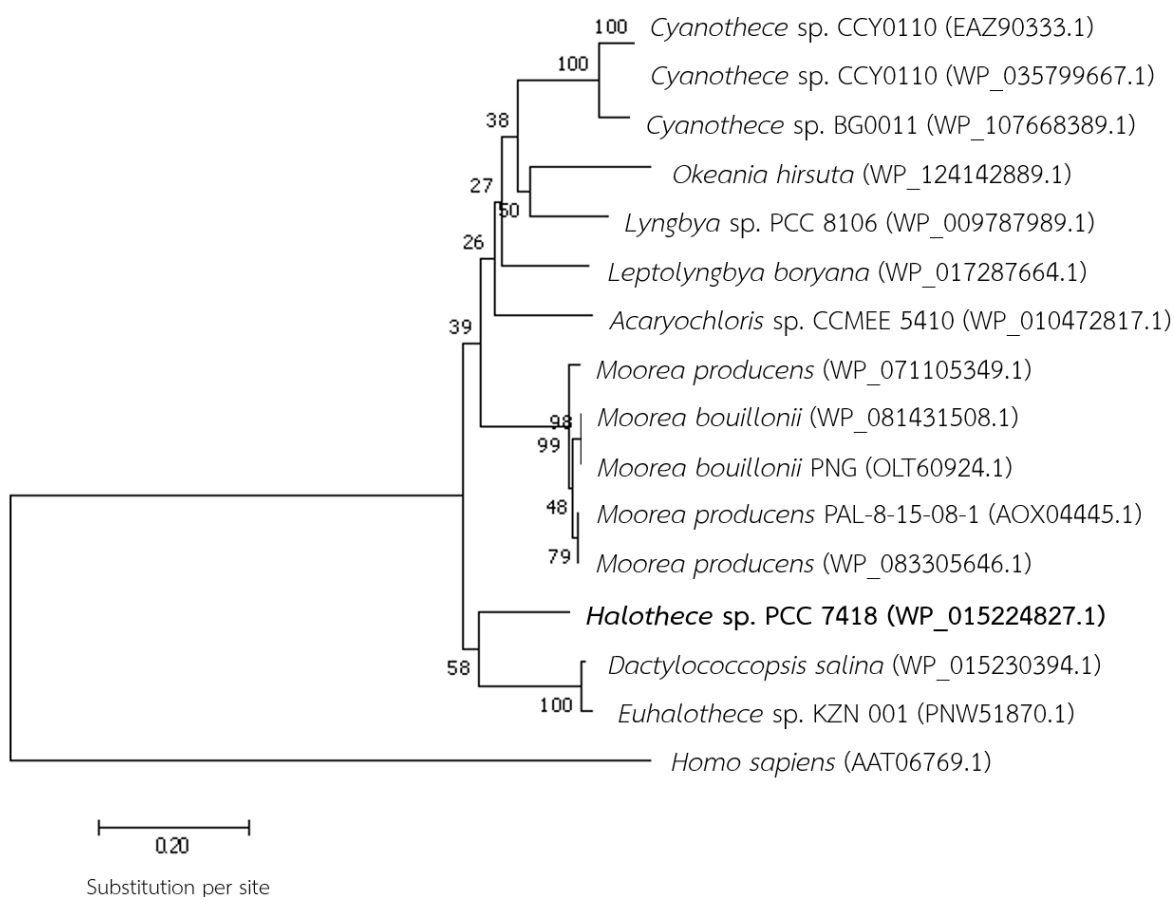 100
Cyanothece sp. CCY0110 (EAZ90333.1)
100
Cyanothece sp. CCY0110 (WP_035799667.1)
Cyanothece sp. BG0011 (WP_107668389.1)
38
Okeania hirsuta (WP_124142889.1)
27
50
Lyngbya sp. PCC 8106 (WP_009787989.1)
26
Leptolyngbya boryana (WP_017287664.1)
39
Acaryochloris sp. CCMEE 5410 (WP_010472817.1)
Moorea producens (WP_071105349.1)
98
Moorea bouillonii (WP_081431508.1)
99
Moorea bouillonii PNG (OLT60924.1)
48
Moorea producens PAL-8-15-08-1 (AOX04445.1)
79
Moorea producens (WP_083305646.1)
Halothece sp. PCC 7418 (WP_015224827.1)
58
Dactylococcopsis salina (WP_015230394.1)
100
Euhalothece sp. KZN 001 (PNW51870.1)
Homo sapiens (AAT06769.1)
0.20
Substitution per site